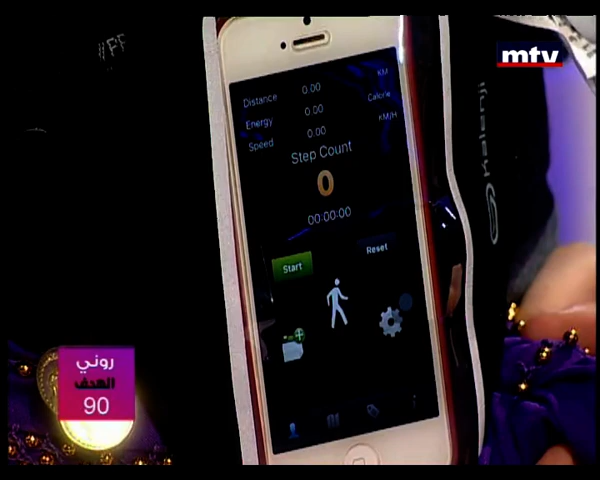 mtv
Distance 0.00 KM
Energy 0.00 Calorie
Speed 0.00 KM/H
Step Count
0
00:00:00
Start
Reset
روني
الهدف
90